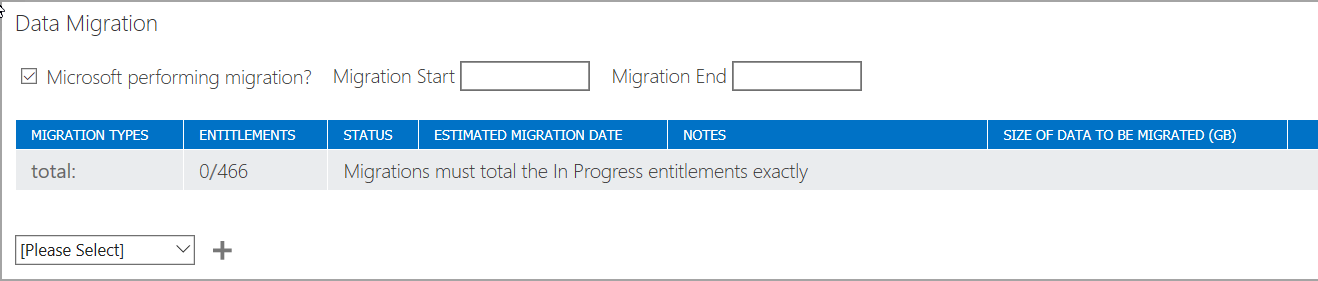 Data Migration
Microsoft performing migration? Migration Start Migration End
MIGRATION TYPES ENTITLEMENTS STATUS ESTIMATED MIGRATION DATE NOTES SIZE OF DATA TO BE MIGRATED (GB)
total: 0/466 Migrations must total the In Progress entitlements exactly
[Please Select]